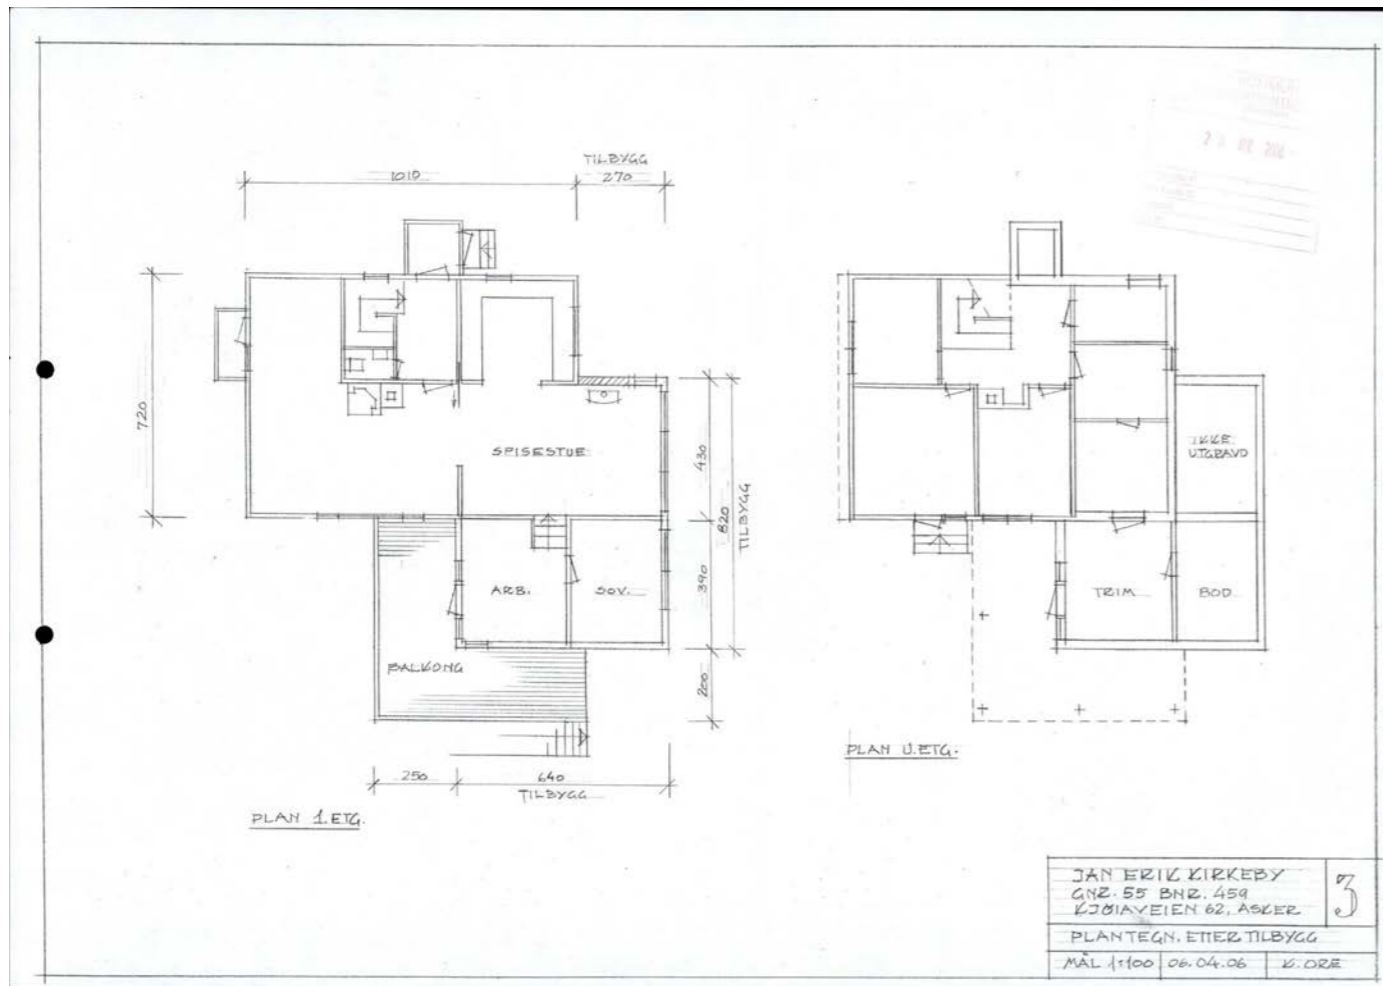 TILBYGG
1010
270
720
SPISESTUE
430
820
TILBYGG
390
200
ARB.
SOV.
BALKONG
250
640
TILBYGG
PLAN 1.ETG.
IKKE
UTGRAVD
TRIM
BOD
PLAN U.ETG.
JAN ERIK KIRKEBY
GNR. 55 BNR. 459
KJØIAVEIEN 62, ASKER
3
PLANTEGN. ETTER TILBYGG
MÅL 1:100
06.04.06
K. ORE